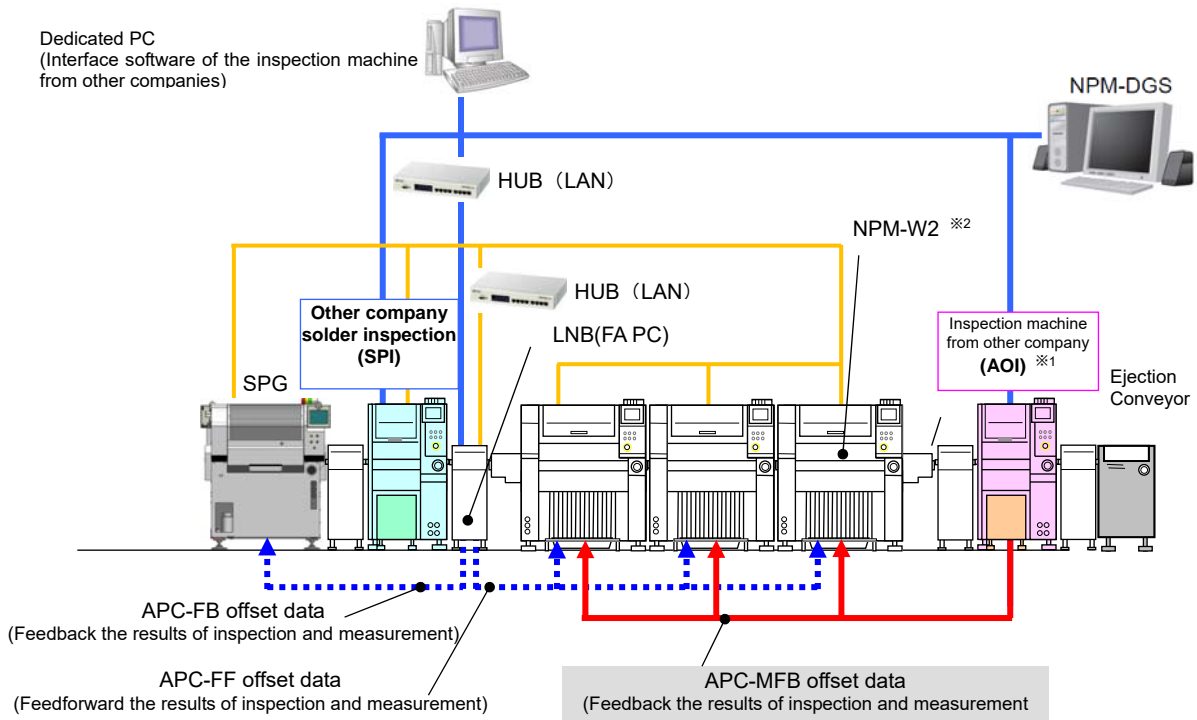 Dedicated PC
(Interface software of the inspection machine
from other companies)
NPM-DGS
HUB（LAN）
NPM-W2 ※2
HUB（LAN）
Other company
solder inspection
(SPI)
LNB(FA PC)
Inspection machine
from other company
(AOI) ※1
SPG
Ejection
Conveyor
APC-FB offset data
(Feedback the results of inspection and measurement)
APC-FF offset data
(Feedforward the results of inspection and measurement)
APC-MFB offset data
(Feedback the results of inspection and measurement